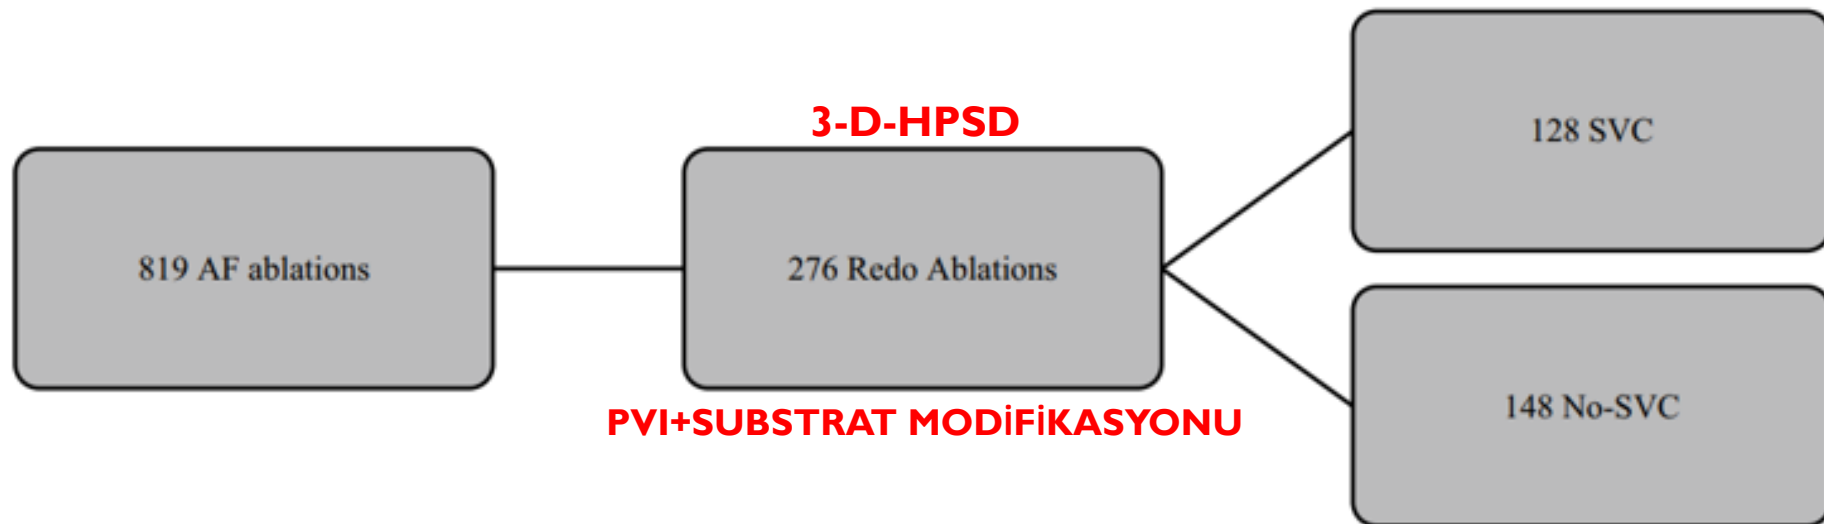 819 AF ablations
3-D-HPSD
276 Redo Ablations
PVI+SUBSTRAT MODİFİKASYONU
128 SVC
148 No-SVC